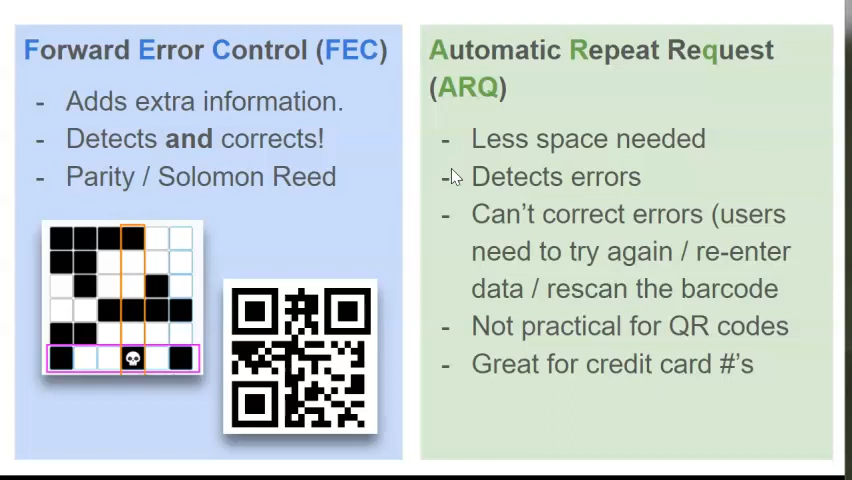 Forward Error Control (FEC)
- Adds extra information.
- Detects and corrects!
- Parity / Solomon Reed
Automatic Repeat Request
(ARQ)
- Less space needed
- Detects errors
- Can't correct errors (users
need to try again / re-enter
data / rescan the barcode
- Not practical for QR codes
- Great for credit card #'s